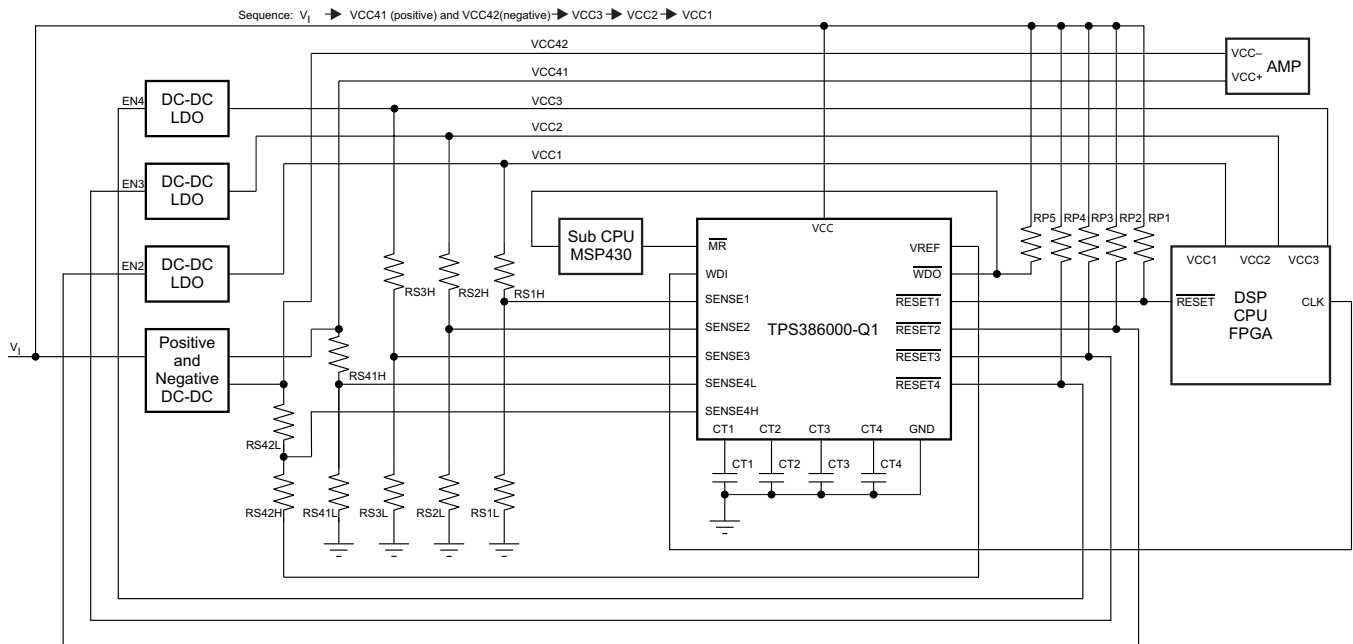 Sequence: VI → VCC41 (positive) and VCC42(negative) → VCC3 → VCC2 → VCC1
VCC42
VCC–
AMP
VCC+
VCC41
EN4
DC-DC
LDO
VCC3
VCC2
EN3
DC-DC
LDO
VCC1
EN2
DC-DC
LDO
VI
Positive
and
Negative
DC-DC
RS3H
RS2H
RS1H
RS41H
RS42L
RS42H
RS41L
RS3L
RS2L
RS1L
Sub CPU
MSP430
VCC
MR
VREF
WDI
WDO
SENSE1
RESET1
SENSE2
TPS386000-Q1
RESET2
SENSE3
RESET3
SENSE4L
RESET4
SENSE4H
CT1
CT2
CT3
CT4
GND
CT1
CT2
CT3
CT4
RP5
RP4
RP3
RP2
RP1
VCC1
VCC2
VCC3
RESET
DSP
CPU
FPGA
CLK